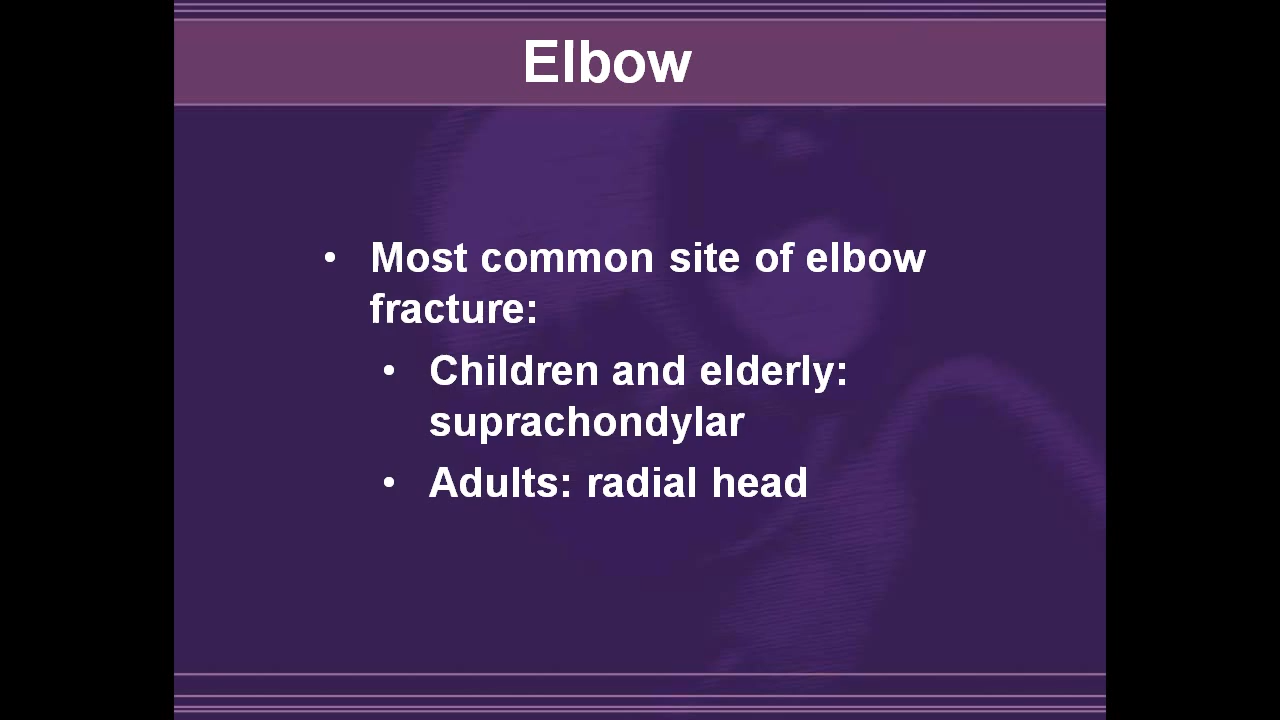 Elbow
• Most common site of elbow
fracture:
• Children and elderly:
suprachondylar
• Adults: radial head